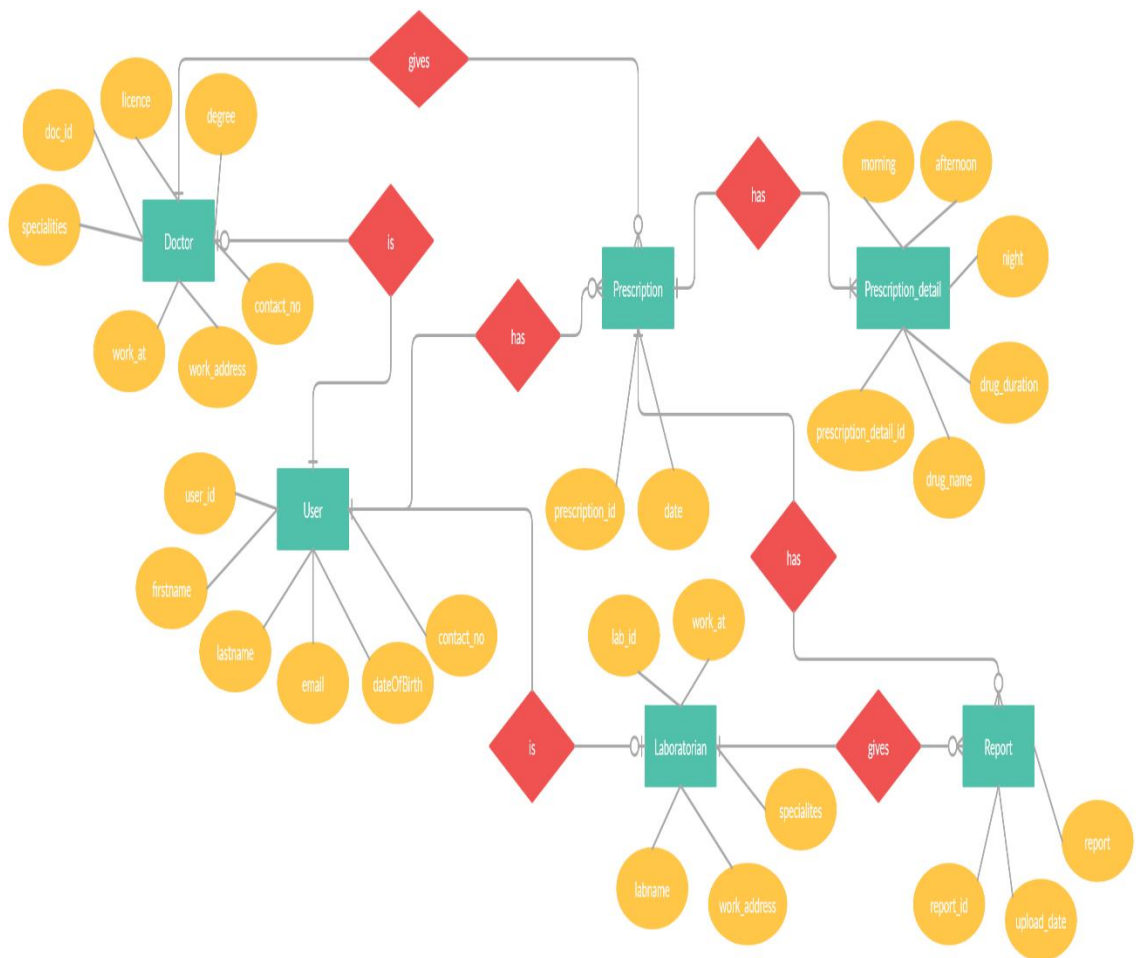 gives
licence
degree
doc_id
specialities
Doctor
is
contact_no
work_at
work_address
has
Prescription
has
morning
afternoon
night
Prescription_detail
drug_duration
prescription_detail_id
drug_name
prescription_id
date
user_id
User
firstname
lastname
email
dateOfBirth
contact_no
has
lab_id
work_at
is
Laboratorian
gives
Report
specialites
labname
work_address
report
report_id
upload_date